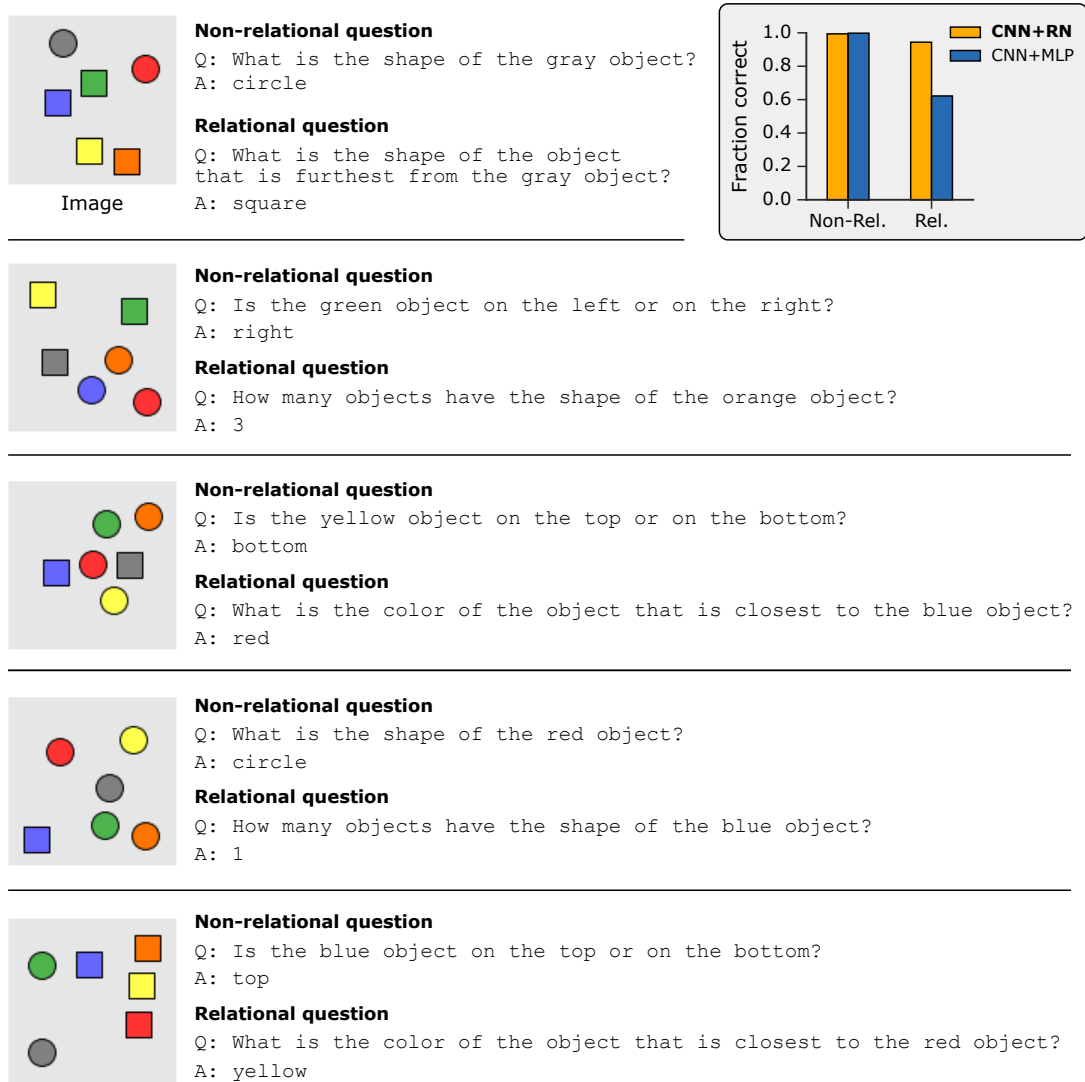 Non-relational question
Q: What is the shape of the gray object?
A: circle
Relational question
Q: What is the shape of the object
that is furthest from the gray object?
A: square
Image
1.0
0.8
0.6
0.4
0.2
0.0
Fraction correct
Non-Rel.
Rel.
CNN+RN
CNN+MLP
Non-relational question
Q: Is the green object on the left or on the right?
A: right
Relational question
Q: How many objects have the shape of the orange object?
A: 3
Non-relational question
Q: Is the yellow object on the top or on the bottom?
A: bottom
Relational question
Q: What is the color of the object that is closest to the blue object?
A: red
Non-relational question
Q: What is the shape of the red object?
A: circle
Relational question
Q: How many objects have the shape of the blue object?
A: 1
Non-relational question
Q: Is the blue object on the top or on the bottom?
A: top
Relational question
Q: What is the color of the object that is closest to the red object?
A: yellow